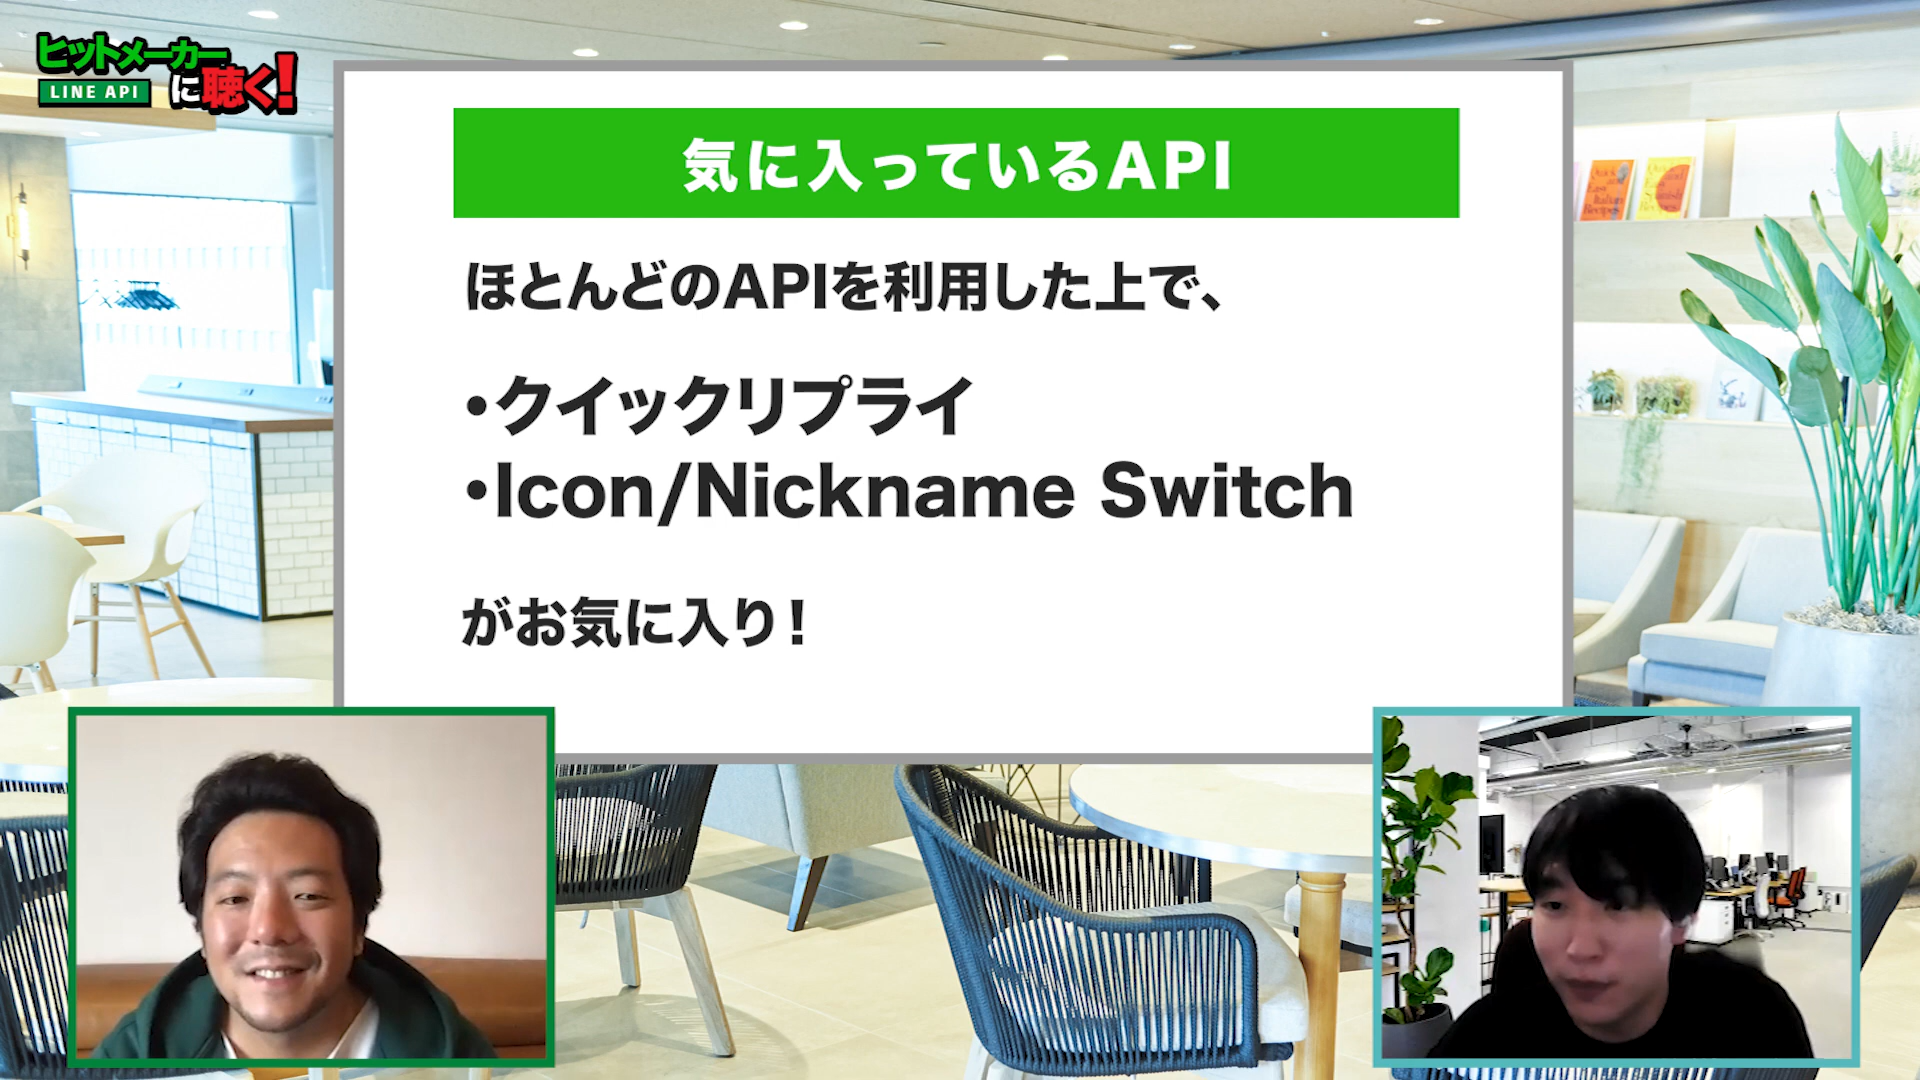 ヒットメーカー
LINE API
に聴く!
気に入っているAPI
ほとんどのAPIを利用した上で、
・クイックリプライ
・Icon/Nickname Switch
がお気に入り!